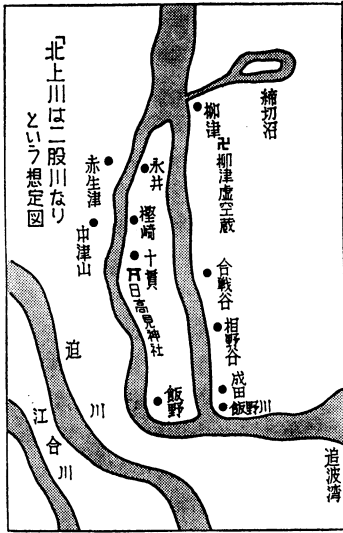 「北上川は二股川なり
という想定図
締切沼
柳津
卍柳津虚空蔵
赤生津
永井
中津山
樫崎
十貫
日高見神社
合戦谷
相野谷
成田
飯野川
飯野
迫川
江合川
追波湾